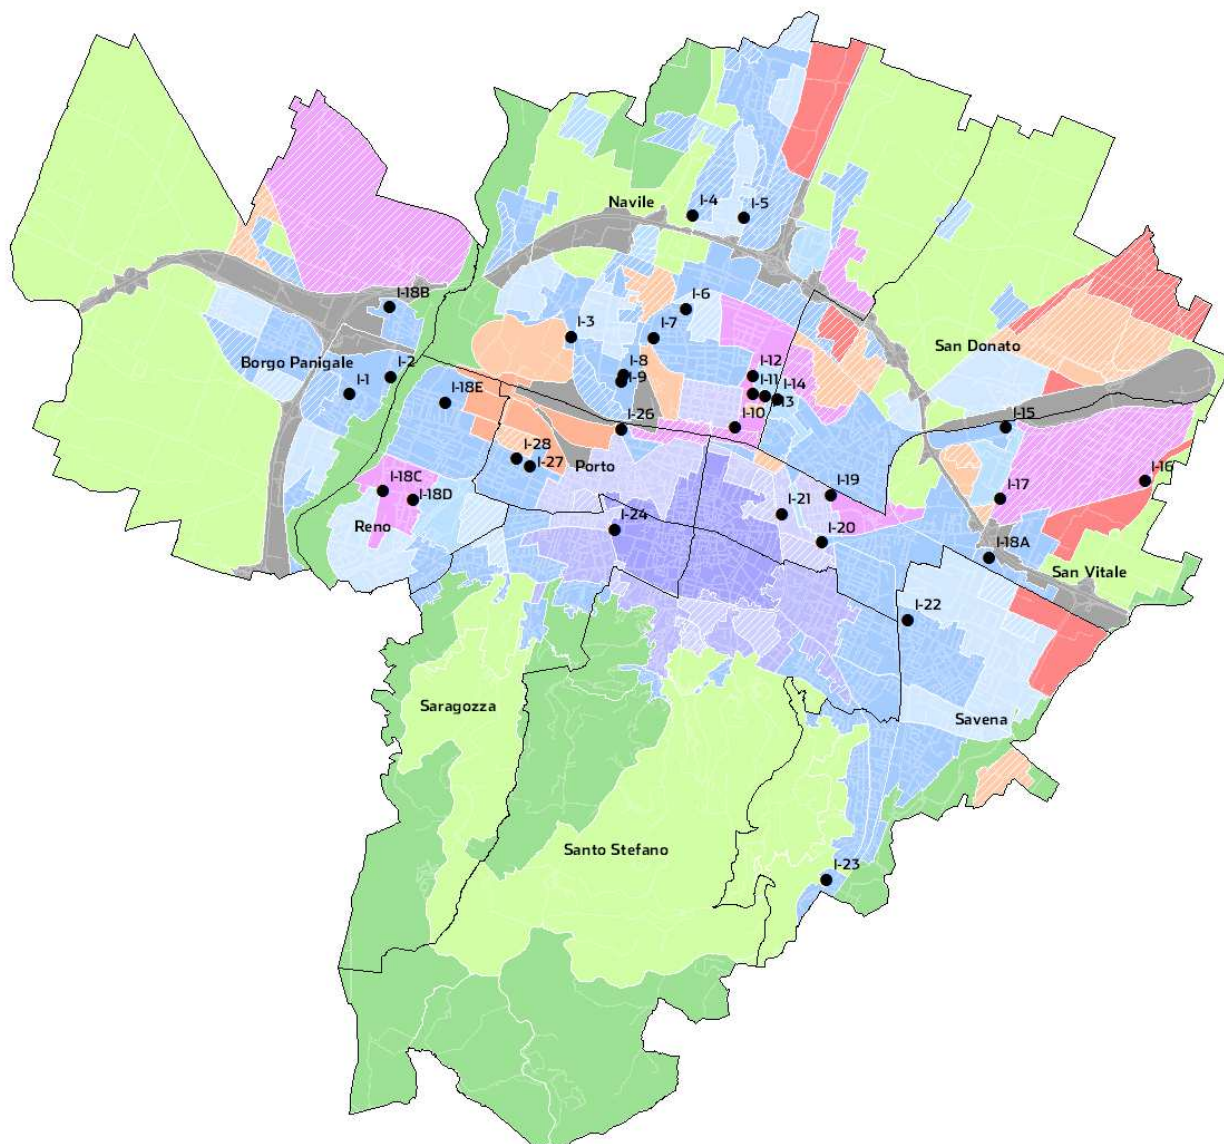 Navile
I-4
I-5
I-18B
I-6
I-3
I-7
San Donato
Borgo Panigale
I-2
I-8
I-12
I-1
I-9
I-18E
I-11
I-14
13
I-26
I-10
I-15
I-28
Porto
I-27
I-18C
I-16
I-18D
I-19
I-17
I-21
Reno
I-24
I-20
I-18A
San Vitale
I-22
Saragozza
Savena
Santo Stefano
I-23